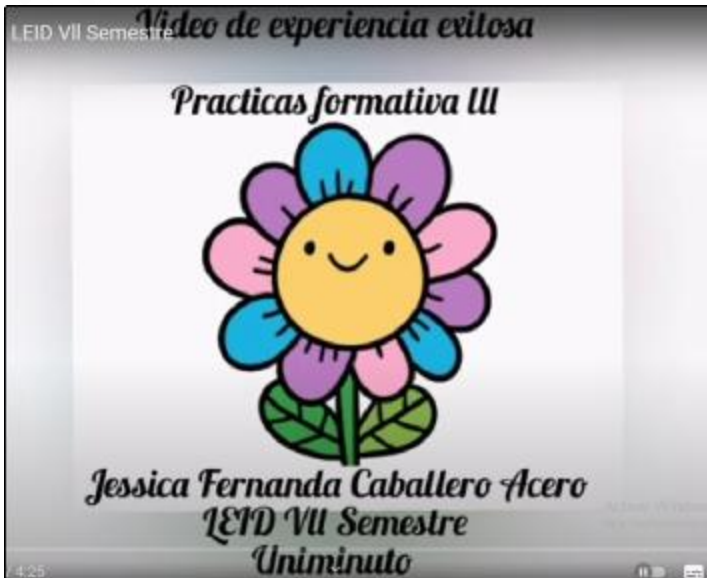 Video de experiencia exitosa
LEID Vll Semestre
Practicas formativa lll
Jessica Fernanda Caballero Acero
LEID Vll Semestre
Uniminuto
/ 4:25